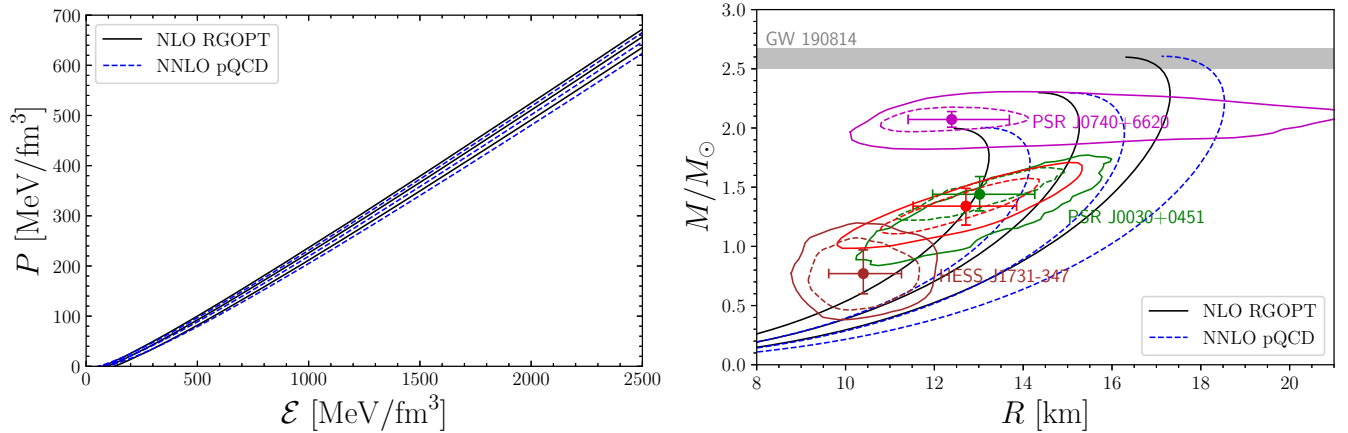 700
600
500
400
300
200
100
0
P [MeV/fm³]
NLO RGOPT
NNLO pQCD
0 500 1000 1500 2000 2500
ℰ [MeV/fm³]
3.0
2.5
2.0
1.5
1.0
0.5
0.0
M/M⊙
GW 190814
PSR J0740+6620
PSR J0030+0451
HESS J1731-347
NLO RGOPT
NNLO pQCD
8 10 12 14 16 18 20
R [km]